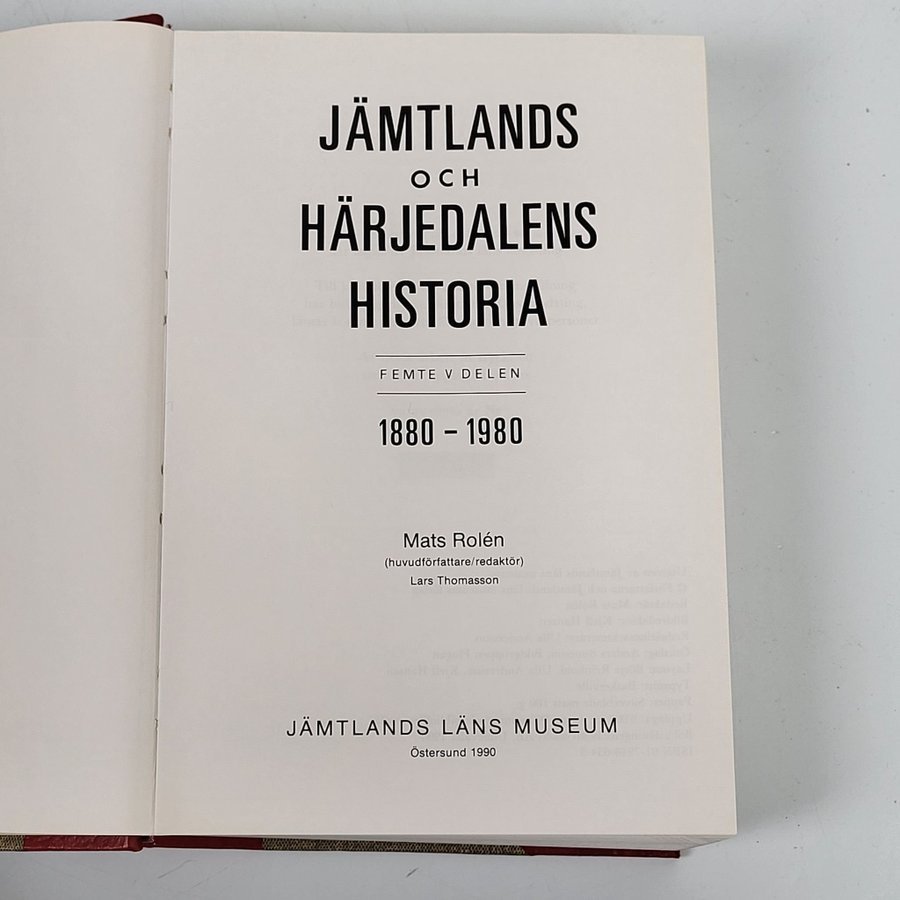 JÄMTLANDS
OCH
HÄRJEDALENS
HISTORIA
FEMTE V DELEN
1880 – 1980
Mats Rolén
(huvudförfattare/redaktör)
Lars Thomasson
JÄMTLANDS LÄNS MUSEUM
Östersund 1990